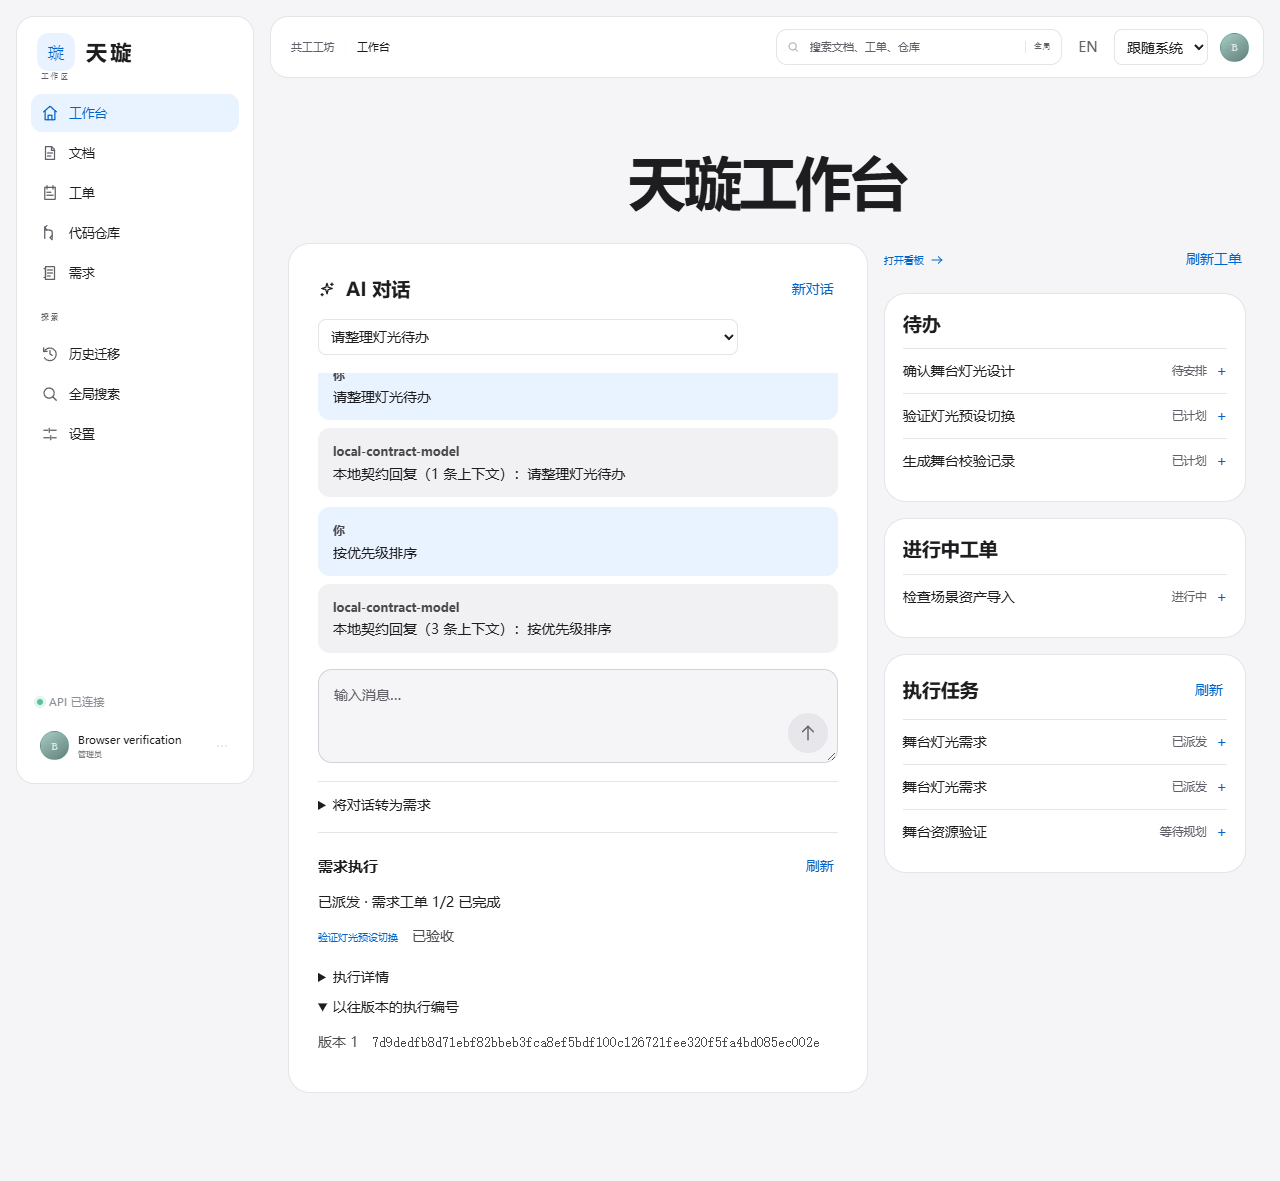 璇 天璇
工作区
工作台
文档
工单
代码仓库
需求
探索
历史迁移
全局搜索
设置
API 已连接
B Browser verification ...
管理员
共工工坊 工作台
搜索文档、工单、仓库 全局 EN 跟随系统 B
天璇工作台
AI 对话 新对话
请整理灯光待办
你
请整理灯光待办
local-contract-model
本地契约回复（1 条上下文）：请整理灯光待办
你
按优先级排序
local-contract-model
本地契约回复（3 条上下文）：按优先级排序
输入消息...
将对话转为需求
需求执行 刷新
已派发 · 需求工单 1/2 已完成
验证灯光预设切换 已验收
执行详情
以往版本的执行编号
版本 1 7d9dedfb8d71ebf82bbeb3fca8ef5bdf100c126721fee320f5fa4bd085ec002e
打开看板 → 刷新工单
待办
确认舞台灯光设计 待安排 +
验证灯光预设切换 已计划 +
生成舞台校验记录 已计划 +
进行中工单
检查场景资产导入 进行中 +
执行任务 刷新
舞台灯光需求 已派发 +
舞台灯光需求 已派发 +
舞台资源验证 等待规划 +